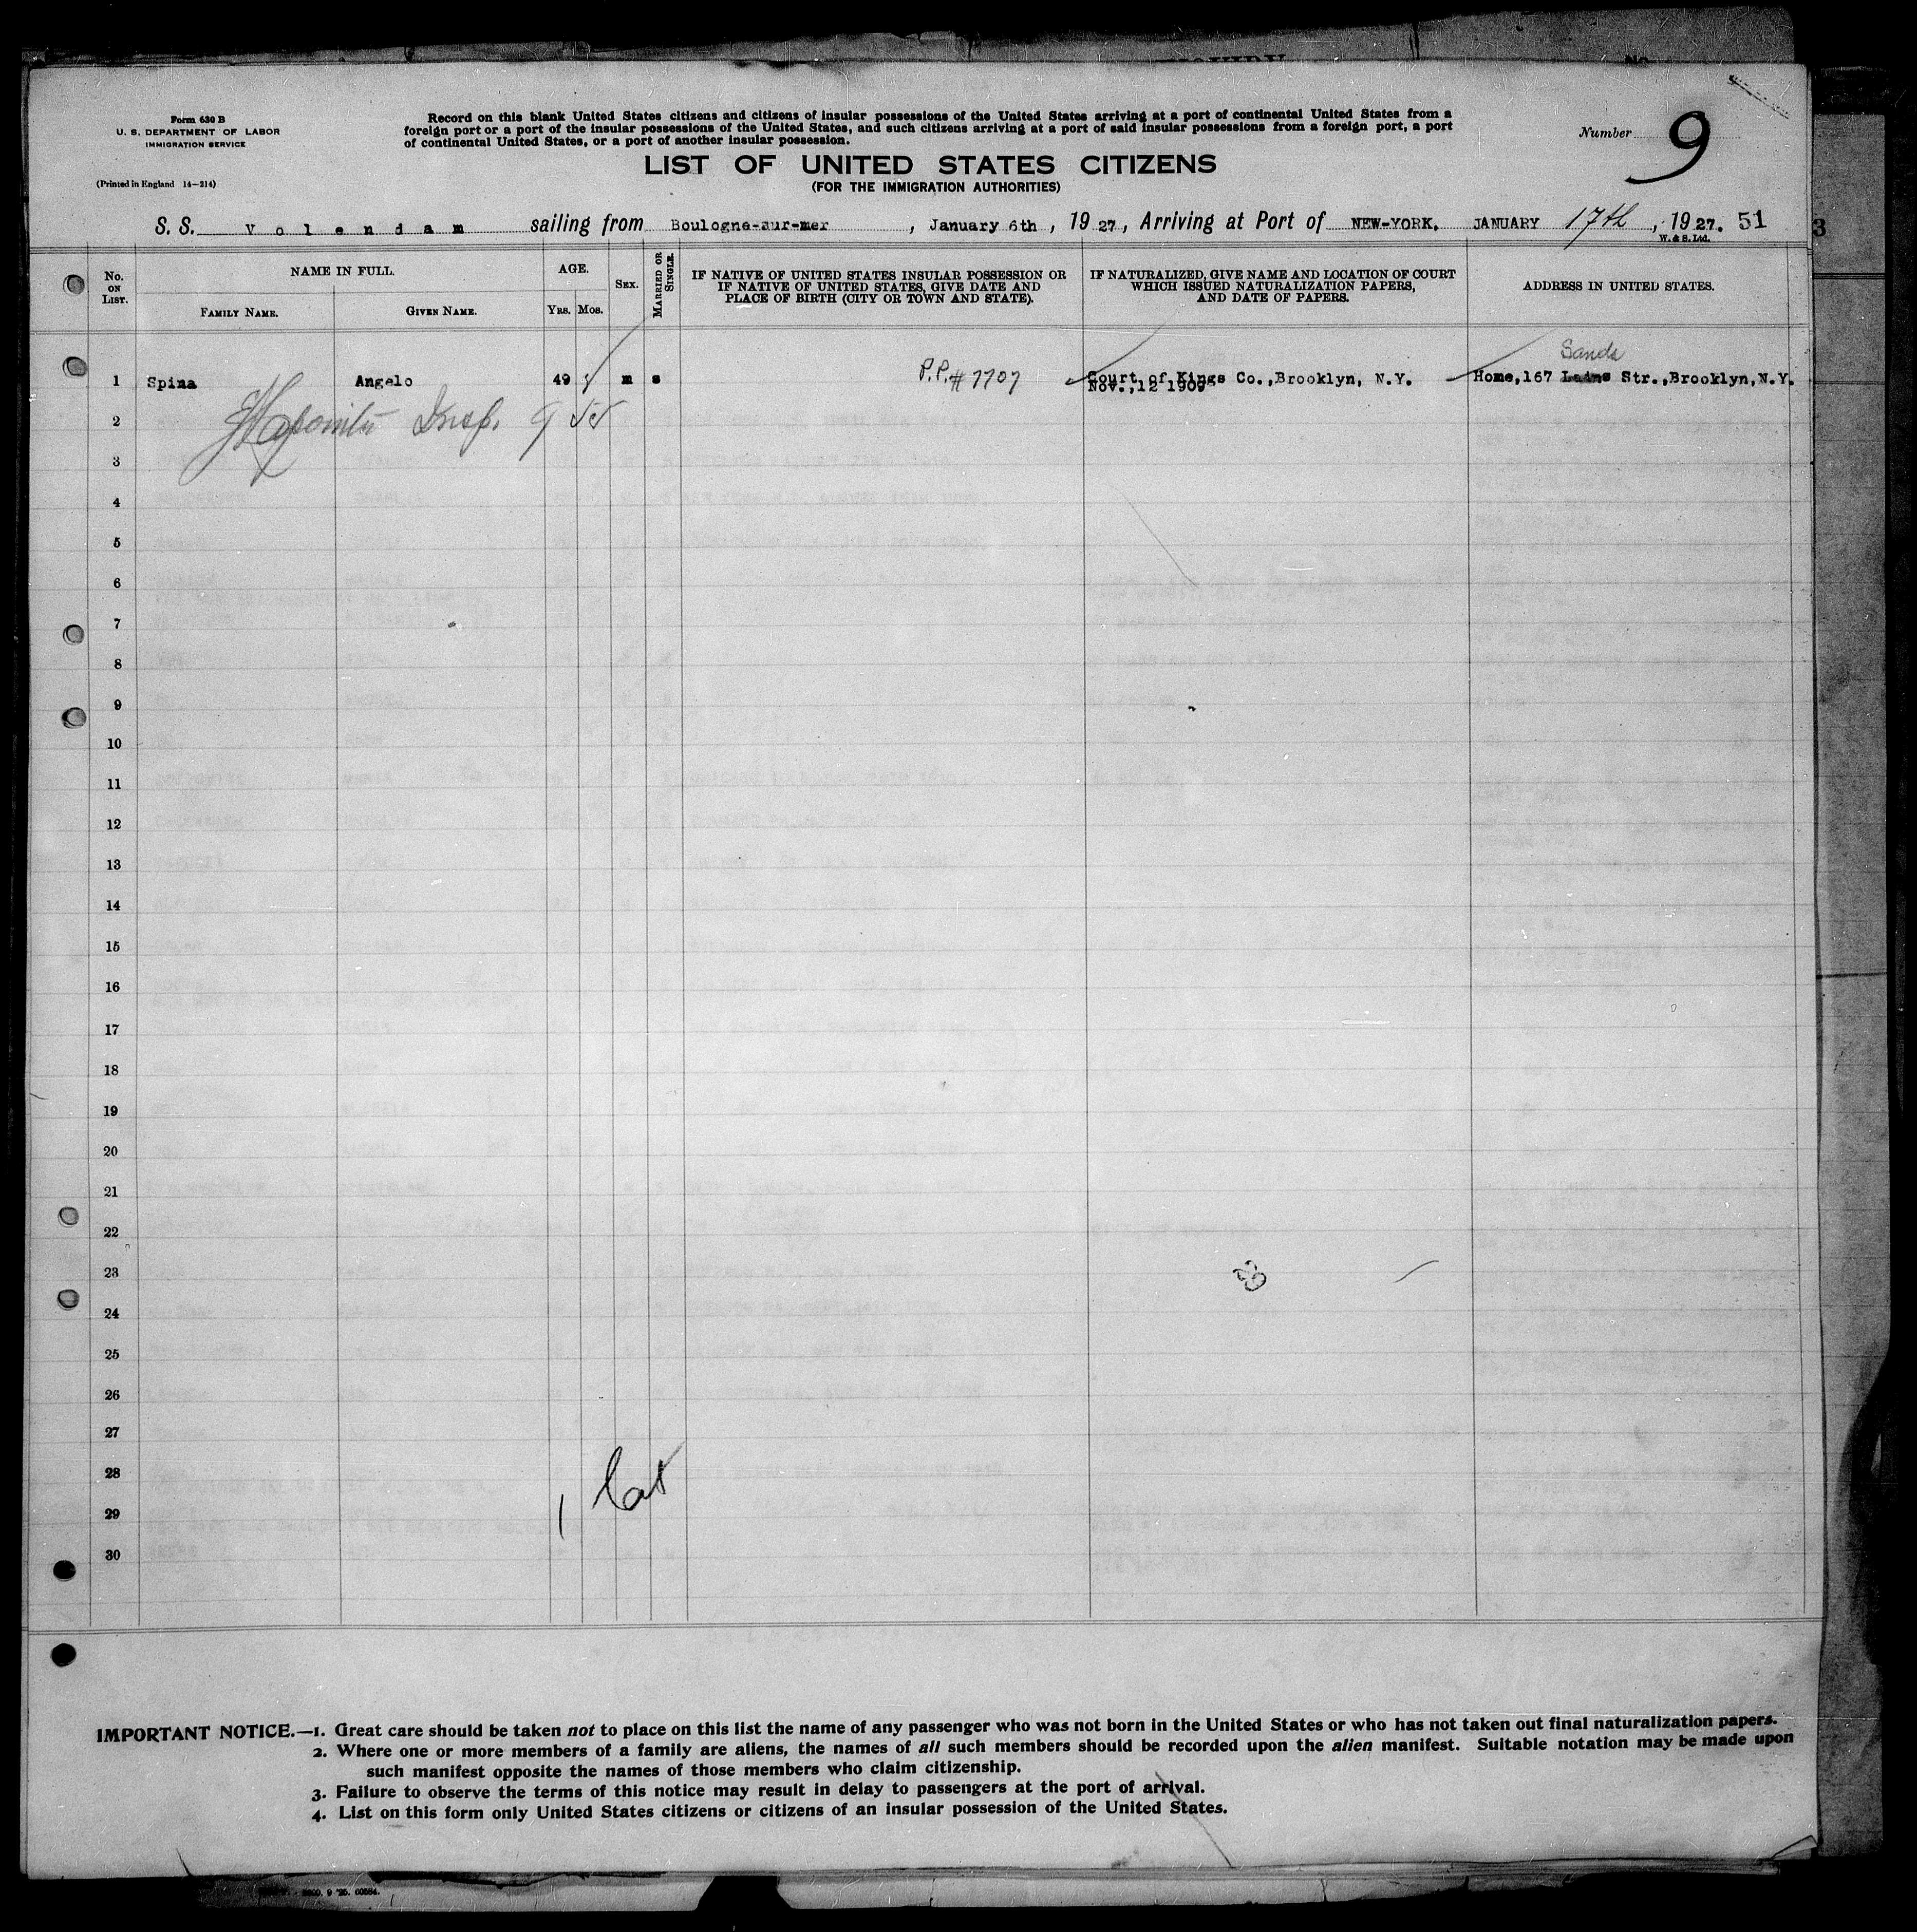 Form 630 B
U. S. DEPARTMENT OF LABOR
IMMIGRATION SERVICE
(Printed in England 14-214)
Record on this blank United States citizens and citizens of insular possessions of the United States arriving at a port of continental United States from a
foreign port or a port of the insular possessions of the United States, and such citizens arriving at a port of said insular possessions from a foreign port, a port
of continental United States, or a port of another insular possession.
LIST OF UNITED STATES CITIZENS
(FOR THE IMMIGRATION AUTHORITIES)
Number 9
S. S. Volendam sailing from Boulogne-sur-mer, January 6th, 19 27, Arriving at Port of NEW-YORK. JANUARY 17th, 19 27. 51
W. & S. Ltd.
3
No. ON LIST.
NAME IN FULL.
FAMILY NAME.
GIVEN NAME.
AGE.
YRS.
MOS.
SEX.
MARRIED OR SINGLE.
IF NATIVE OF UNITED STATES INSULAR POSSESSION OR
IF NATIVE OF UNITED STATES, GIVE DATE AND
PLACE OF BIRTH (CITY OR TOWN AND STATE).
IF NATURALIZED, GIVE NAME AND LOCATION OF COURT
WHICH ISSUED NATURALIZATION PAPERS,
AND DATE OF PAPERS.
ADDRESS IN UNITED STATES.
Sands
1 Spina Angelo 49 m s P.P.# 7707 Court of Kings Co.,Brooklyn, N.Y. Home,167 Str.,Brooklyn,N.Y.
Nov.,12 1909
2 Insp.
3
4
5
6
7
8
9
10
11
12
13
14
15
16
17
18
19
20
21
22
23
24
25
26
27
28
29
30
IMPORTANT NOTICE.—1. Great care should be taken not to place on this list the name of any passenger who was not born in the United States or who has not taken out final naturalization papers.
2. Where one or more members of a family are aliens, the names of all such members should be recorded upon the alien manifest. Suitable notation may be made upon
such manifest opposite the names of those members who claim citizenship.
3. Failure to observe the terms of this notice may result in delay to passengers at the port of arrival.
4. List on this form only United States citizens or citizens of an insular possession of the United States.